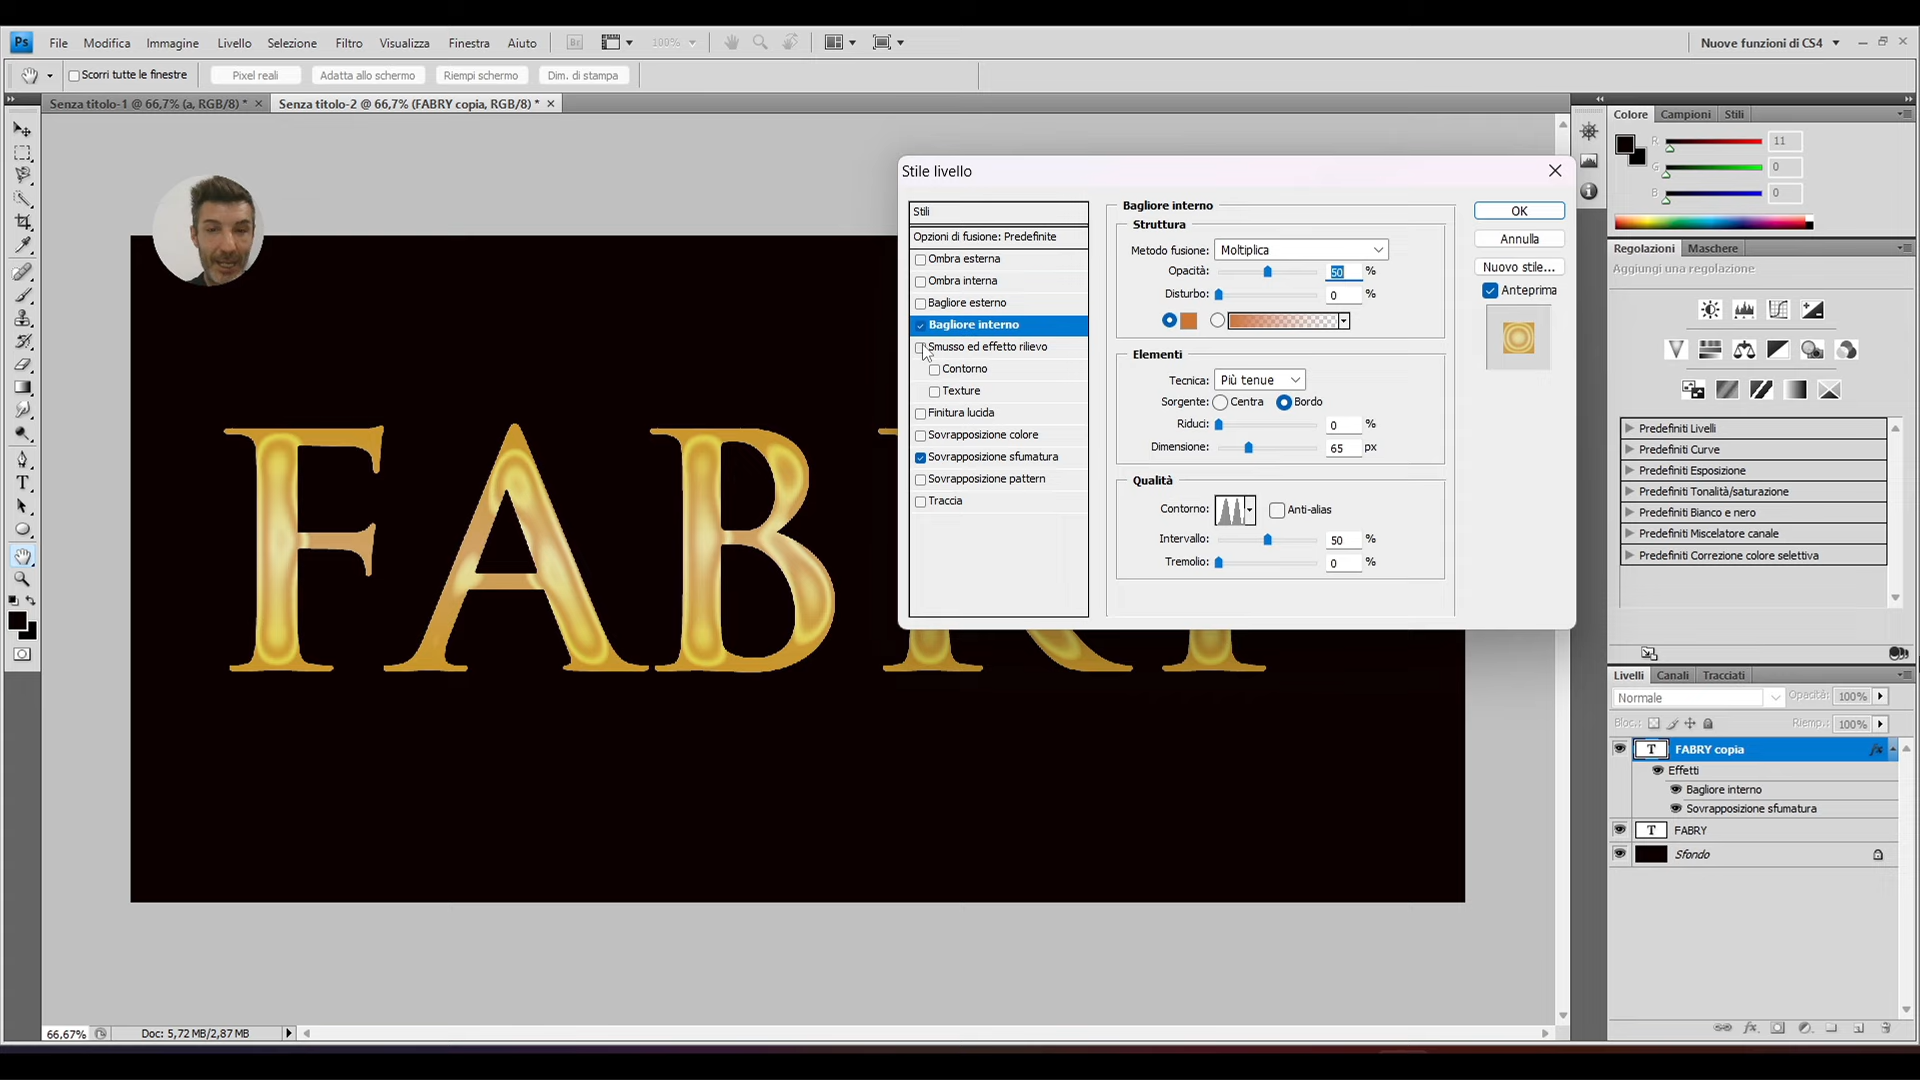 Ps File Modifica Immagine Livello Selezione Filtro Visualizza Finestra Aiuto Br 100% Nuove funzioni di CS4
Scorri tutte le finestre Pixel reali Adatta allo schermo Riempi schermo Dim. di stampa
Senza titolo-1 @ 66,7% (a, RGB/8) * Senza titolo-2 @ 66,7% (FABRY copia, RGB/8) *
Colore Campioni Stili
R 11
G 0
B 0
Regolazioni Maschere
Aggiungi una regolazione
Predefiniti Livelli
Predefiniti Curve
Predefiniti Esposizione
Predefiniti Tonalità/saturazione
Predefiniti Bianco e nero
Predefiniti Miscelatore canale
Predefiniti Correzione colore selettiva
Stile livello
Stili
Opzioni di fusione: Predefinite
Ombra esterna
Ombra interna
Bagliore esterno
Bagliore interno
Smusso ed effetto rilievo
Contorno
Texture
Finitura lucida
Sovrapposizione colore
Sovrapposizione sfumatura
Sovrapposizione pattern
Traccia
Bagliore interno
Struttura
Metodo fusione: Moltiplica
Opacità: 50 %
Disturbo: 0 %
Elementi
Tecnica: Più tenue
Sorgente: Centra Bordo
Riduci: 0 %
Dimensione: 65 px
Qualità
Contorno: Anti-alias
Intervallo: 50 %
Tremolio: 0 %
OK
Annulla
Nuovo stile...
Anteprima
FAB
Livelli Canali Tracciati
Normale Opacità: 100%
Bloc.: Riemp.: 100%
T FABRY copia fx
Effetti
Bagliore interno
Sovrapposizione sfumatura
T FABRY
Sfondo
66,67% Doc: 5,72 MB/2,87 MB